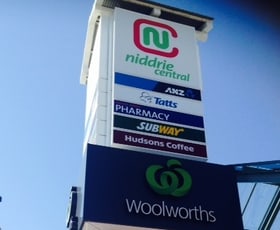 niddrie
central
ANZ
Tatts
PHARMACY
SUBWAY
Hudsons Coffee
woolworths